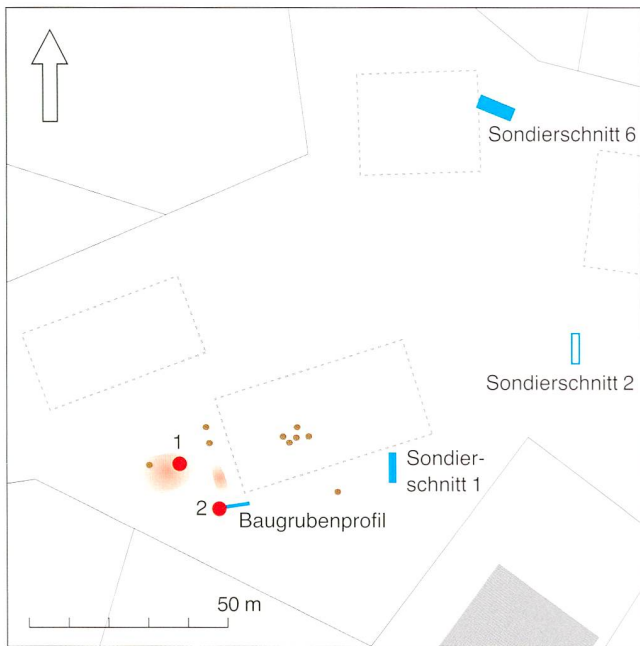 Sondierschnitt 6
Sondierschnitt 2
1
Sondier-
schnitt 1
2
Baugrubenprofil
50 m